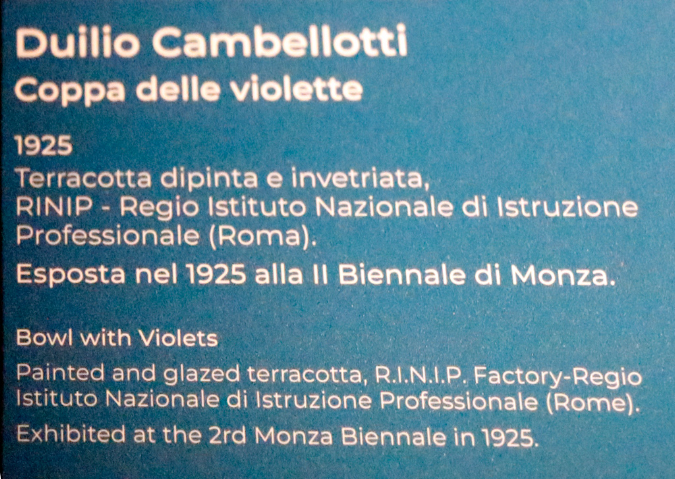 Duilio Cambellotti
Coppa delle violette
1925
Terracotta dipinta e invetriata,
RINIP - Regio Istituto Nazionale di Istruzione
Professionale (Roma).
Esposta nel 1925 alla II Biennale di Monza.
Bowl with Violets
Painted and glazed terracotta, R.I.N.I.P. Factory-Regio
Istituto Nazionale di Istruzione Professionale (Rome).
Exhibited at the 2rd Monza Biennale in 1925.